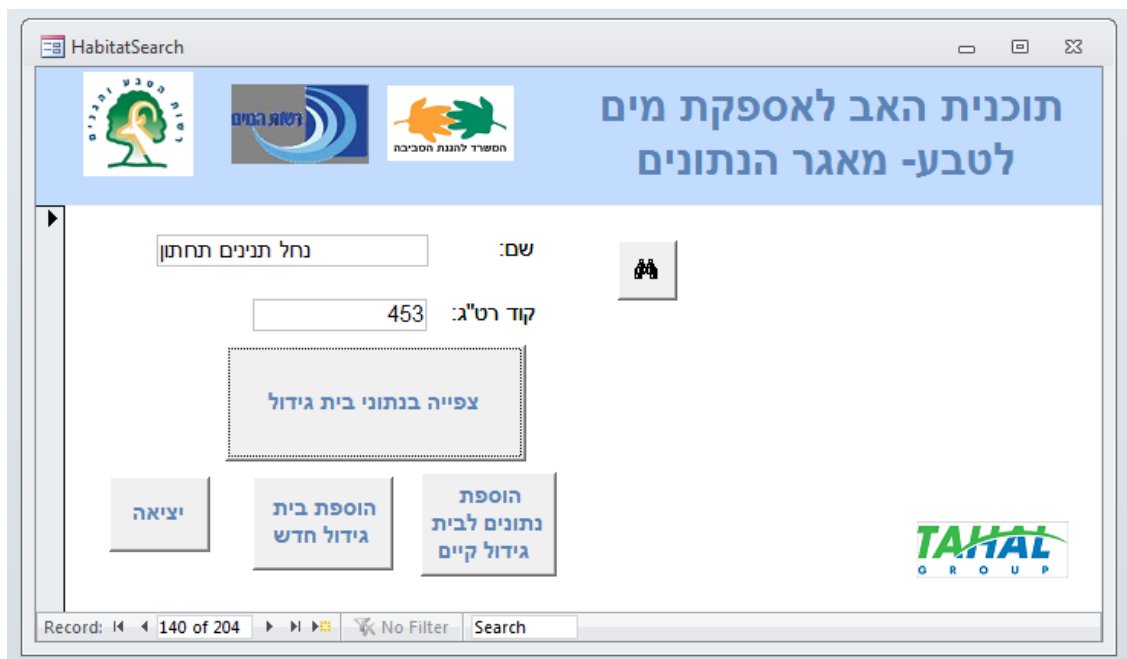 HabitatSearch
תוכנית האב לאספקת מים
לטבע- מאגר הנתונים
המשרד להגנת הסביבה
רשות המים
רשות הטבע והגנים
שם: נחל תנינים תחתון
קוד רט"ג: 453
צפייה בנתוני בית גידול
הוספת
נתונים לבית
גידול קיים
הוספת בית
גידול חדש
יציאה
TAHAL
GROUP
Record: 140 of 204 No Filter Search